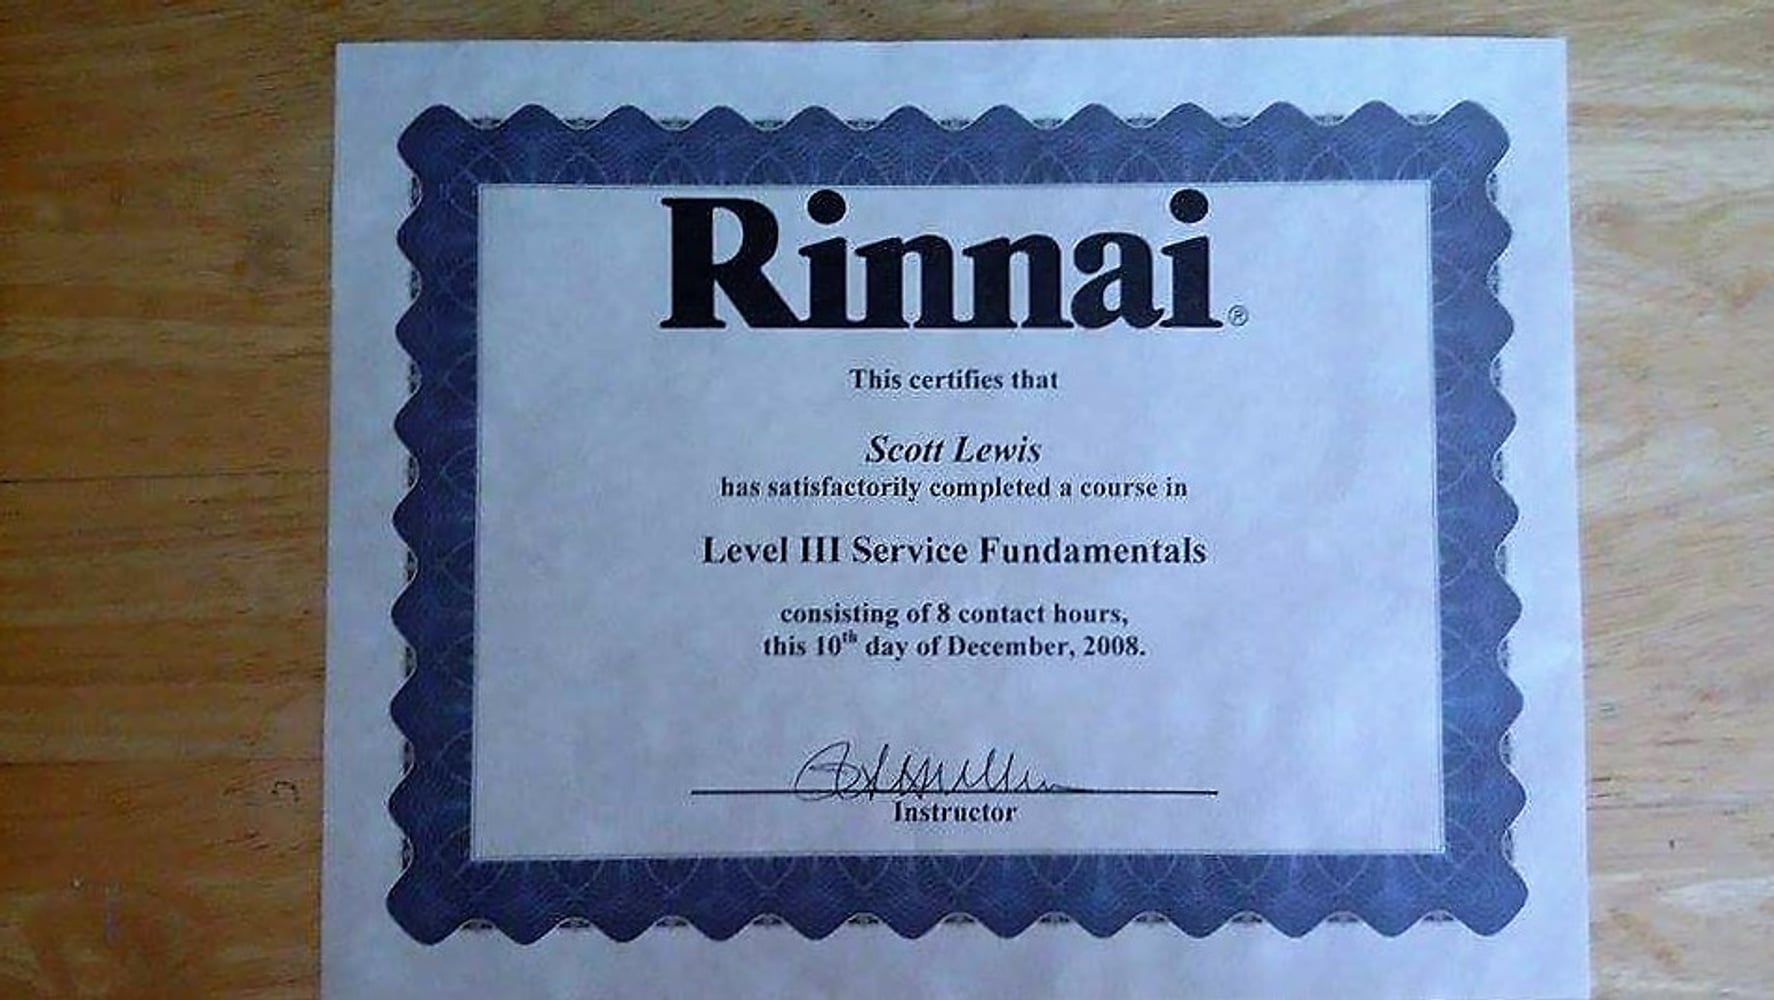 Rinnai®
This certifies that
Scott Lewis
has satisfactorily completed a course in
Level III Service Fundamentals
consisting of 8 contact hours,
this 10th day of December, 2008.
Instructor